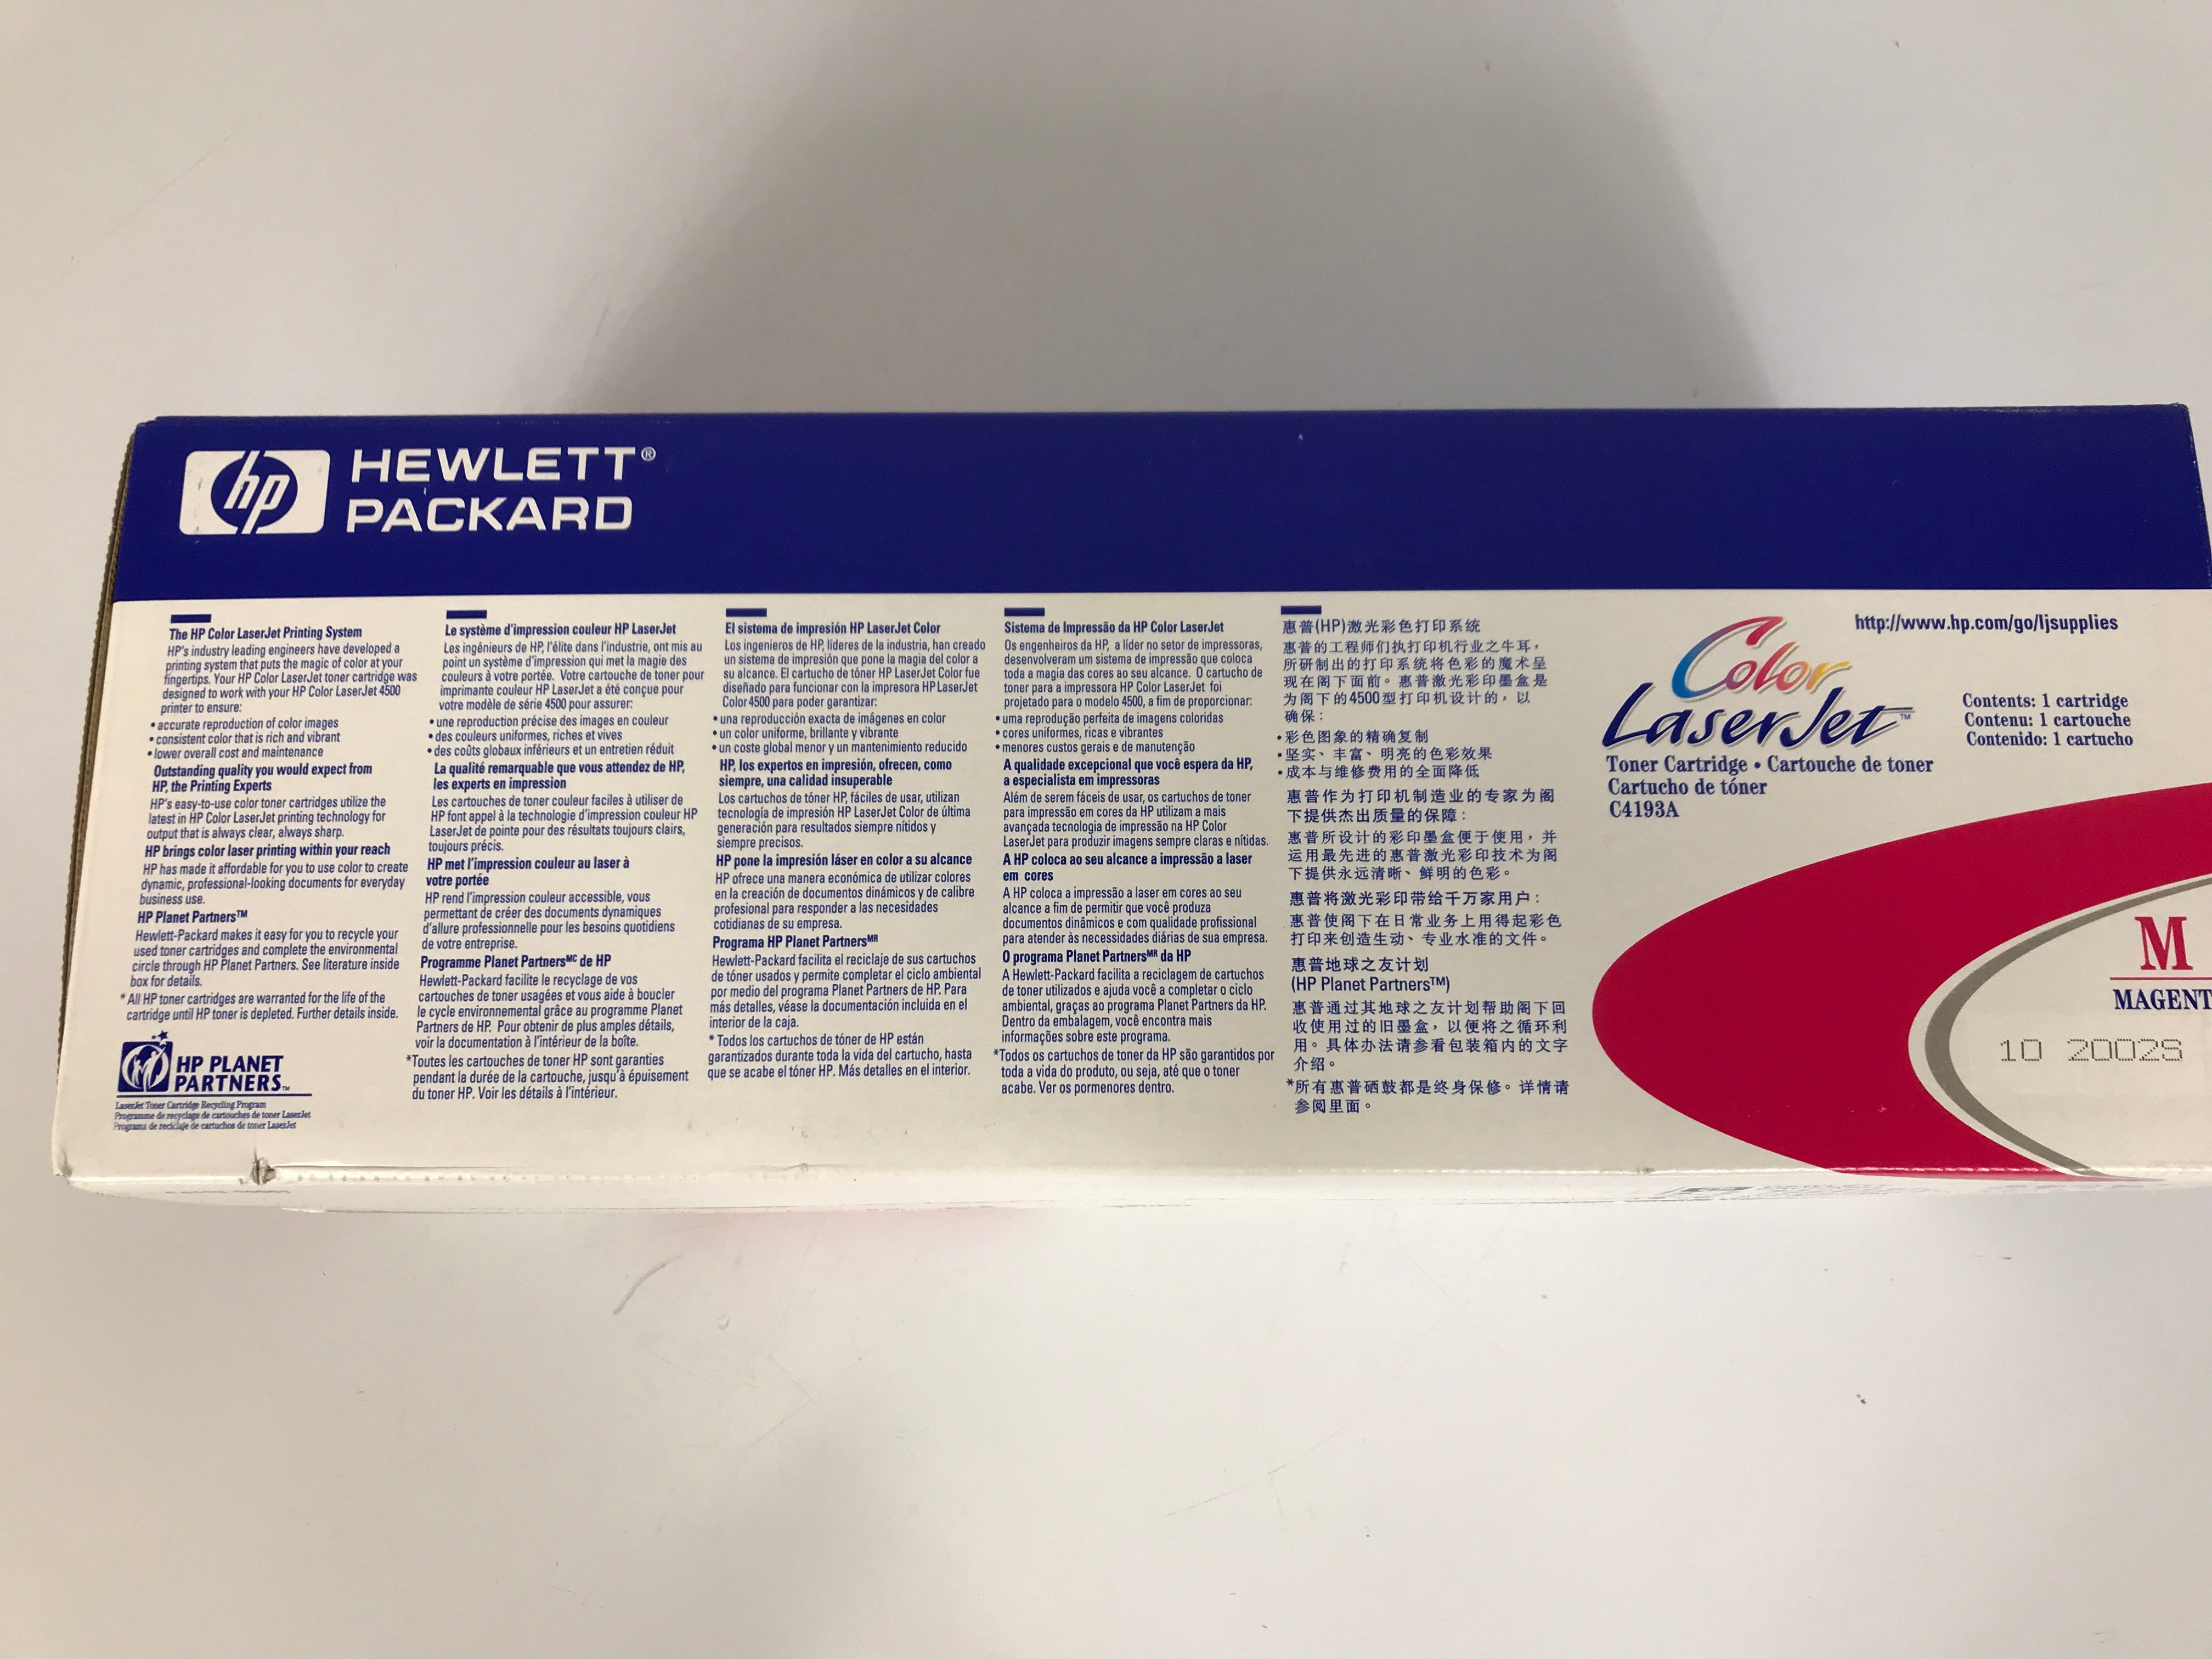 hp HEWLETT®
PACKARD
The HP Color LaserJet Printing System
HP's industry leading engineers have developed a
printing system that puts the magic of color at your
fingertips. Your HP Color LaserJet toner cartridge was
designed to work with your HP Color LaserJet 4500
printer to ensure:
• accurate reproduction of color images
• consistent color that is rich and vibrant
• lower overall cost and maintenance
Outstanding quality you would expect from
HP, the Printing Experts
HP's easy-to-use color toner cartridges utilize the
latest in HP Color LaserJet printing technology for
output that is always clear, always sharp.
HP brings color laser printing within your reach
HP has made it affordable for you to use color to create
dynamic, professional-looking documents for everyday
business use.
HP Planet Partners™
Hewlett-Packard makes it easy for you to recycle your
used toner cartridges and complete the environmental
circle through HP Planet Partners. See literature inside
box for details.
* All HP toner cartridges are warranted for the life of the
cartridge until HP toner is depleted. Further details inside.
HP PLANET
PARTNERS™
LaserJet Toner Cartridge Recycling Program
Programme de recyclage de cartouches de toner LaserJet
Programa de reciclaje de cartuchos de toner LaserJet
Le système d'impression couleur HP LaserJet
Les ingénieurs de HP, l'élite dans l'industrie, ont mis au
point un système d'impression qui met la magie des
couleurs à votre portée. Votre cartouche de toner pour
imprimante couleur HP LaserJet a été conçue pour
votre modèle de série 4500 pour assurer:
• une reproduction précise des images en couleur
• des couleurs uniformes, riches et vives
• des coûts globaux inférieurs et un entretien réduit
La qualité remarquable que vous attendez de HP,
les experts en impression
Les cartouches de toner couleur faciles à utiliser de
HP font appel à la technologie d'impression couleur HP
LaserJet de pointe pour des résultats toujours clairs,
toujours précis.
HP met l'impression couleur au laser à
votre portée
HP rend l'impression couleur accessible, vous
permettant de créer des documents dynamiques
d'allure professionnelle pour les besoins quotidiens
de votre entreprise.
Programme Planet Partnersᴹᶜ de HP
Hewlett-Packard facilite le recyclage de vos
cartouches de toner usagées et vous aide à boucler
le cycle environnemental grâce au programme Planet
Partners de HP. Pour obtenir de plus amples détails,
voir la documentation à l'intérieur de la boîte.
*Toutes les cartouches de toner HP sont garanties
pendant la durée de la cartouche, jusqu'à épuisement
du toner HP. Voir les détails à l'intérieur.
El sistema de impresión HP LaserJet Color
Los ingenieros de HP, líderes de la industria, han creado
un sistema de impresión que pone la magia del color a
su alcance. El cartucho de tóner HP LaserJet Color fue
diseñado para funcionar con la impresora HP LaserJet
Color 4500 para poder garantizar:
• una reproducción exacta de imágenes en color
• un color uniforme, brillante y vibrante
• un coste global menor y un mantenimiento reducido
HP, los expertos en impresión, ofrecen, como
siempre, una calidad insuperable
Los cartuchos de tóner HP, fáciles de usar, utilizan
tecnología de impresión HP LaserJet Color de última
generación para resultados siempre nítidos y
siempre precisos.
HP pone la impresión láser en color a su alcance
HP ofrece una manera económica de utilizar colores
en la creación de documentos dinámicos y de calibre
profesional para responder a las necesidades
cotidianas de su empresa.
Programa HP Planet Partnersᴹᴿ
Hewlett-Packard facilita el reciclaje de sus cartuchos
de tóner usados y permite completar el ciclo ambiental
por medio del programa Planet Partners de HP. Para
más detalles, véase la documentación incluida en el
interior de la caja.
* Todos los cartuchos de tóner de HP están
garantizados durante toda la vida del cartucho, hasta
que se acabe el tóner HP. Más detalles en el interior.
Sistema de Impressão da HP Color LaserJet
Os engenheiros da HP, a líder no setor de impressoras,
desenvolveram um sistema de impressão que coloca
toda a magia das cores ao seu alcance. O cartucho de
toner para a impressora HP Color LaserJet foi
projetado para o modelo 4500, a fim de proporcionar:
• uma reprodução perfeita de imagens coloridas
• cores uniformes, ricas e vibrantes
• menores custos gerais e de manutenção
A qualidade excepcional que você espera da HP,
a especialista em impressoras
Além de serem fáceis de usar, os cartuchos de toner
para impressão em cores da HP utilizam a mais
avançada tecnologia de impressão na HP Color
LaserJet para produzir imagens sempre claras e nítidas.
A HP coloca ao seu alcance a impressão a laser
em cores
A HP coloca a impressão a laser em cores ao seu
alcance a fim de permitir que você produza
documentos dinâmicos e com qualidade profissional
para atender às necessidades diárias de sua empresa.
O programa Planet Partnersᴹᴿ da HP
A Hewlett-Packard facilita a reciclagem de cartuchos
de toner utilizados e ajuda você a completar o ciclo
ambiental, graças ao programa Planet Partners da HP.
Dentro da embalagem, você encontra mais
informações sobre este programa.
*Todos os cartuchos de toner da HP são garantidos por
toda a vida do produto, ou seja, até que o toner
acabe. Ver os pormenores dentro.
惠普(HP)激光彩色打印系统
惠普的工程师们执打印机行业之牛耳，
所研制出的打印系统将色彩的魔术呈
现在阁下面前。惠普激光彩印墨盒是
为阁下的4500型打印机设计的，以
确保：
• 彩色图象的精确复制
• 坚实、丰富、明亮的色彩效果
• 成本与维修费用的全面降低
惠普作为打印机制造业的专家为阁
下提供杰出质量的保障：
惠普所设计的彩印墨盒便于使用，并
运用最先进的惠普激光彩印技术为阁
下提供永远清晰、鲜明的色彩。
惠普将激光彩印带给千万家用户：
惠普使阁下在日常业务上用得起彩色
打印来创造生动、专业水准的文件。
惠普地球之友计划
(HP Planet Partners™)
惠普通过其地球之友计划帮助阁下回
收使用过的旧墨盒，以便将之循环利
用。具体办法请参看包装箱内的文字
介绍。
*所有惠普硒鼓都是终身保修。详情请
参阅里面。
http://www.hp.com/go/ljsupplies
Color
LaserJet™
Toner Cartridge • Cartouche de toner
Cartucho de tóner
C4193A
Contents: 1 cartridge
Contenu: 1 cartouche
Contenido: 1 cartucho
M
MAGENT
10 2002S